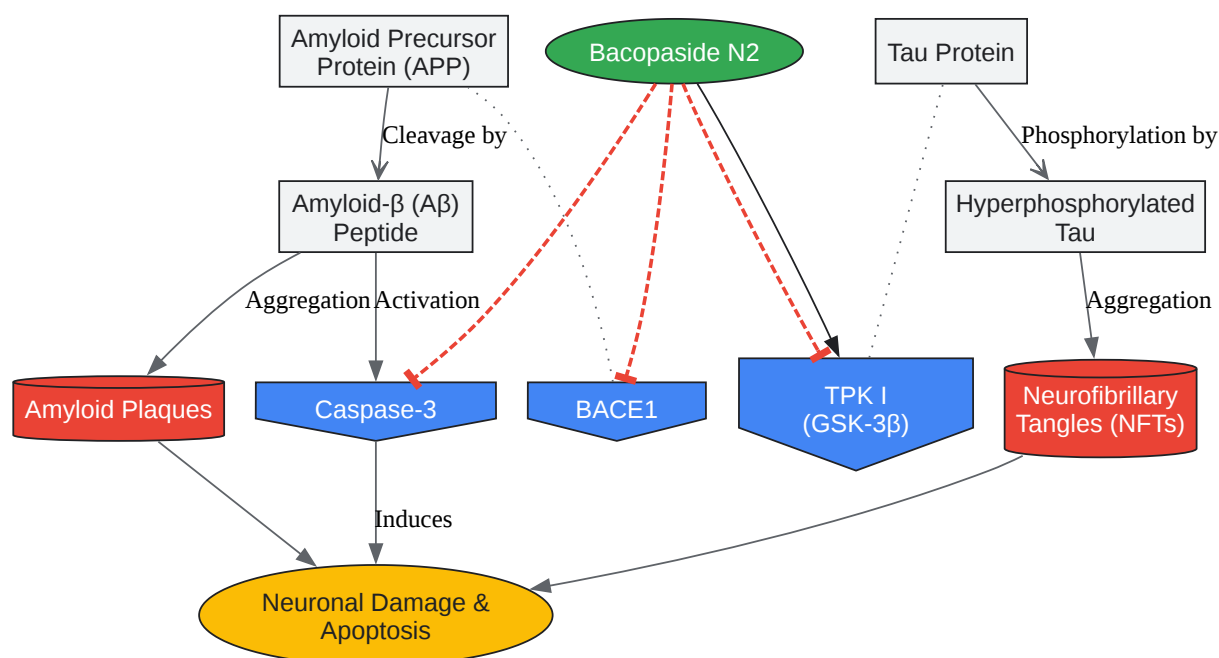 Amyloid Precursor
Protein (APP)
Bacopaside N2
Tau Protein
Cleavage by
Phosphorylation by
Amyloid-β (Aβ)
Peptide
Hyperphosphorylated
Tau
Aggregation
Activation
Aggregation
Amyloid Plaques
Caspase-3
BACE1
TPK I
(GSK-3β)
Neurofibrillary
Tangles (NFTs)
Induces
Neuronal Damage &
Apoptosis